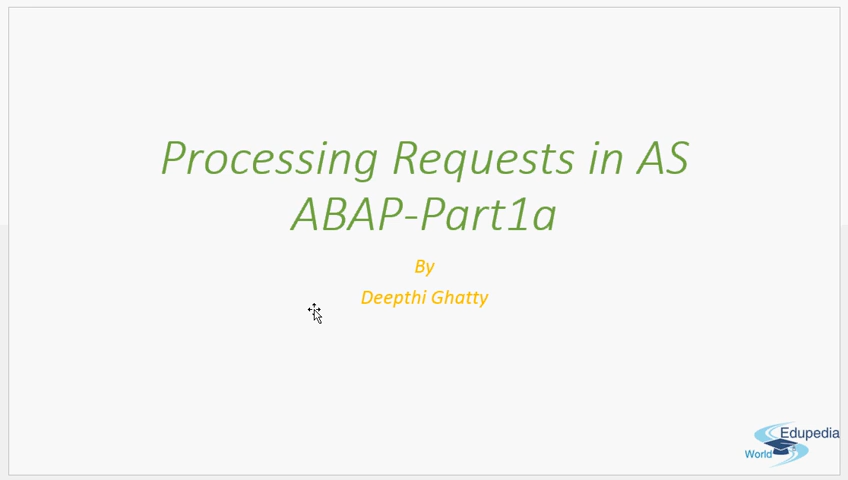 Processing Requests in AS
ABAP-Part1a
By
Deepthi Ghatty
Edupedia
World